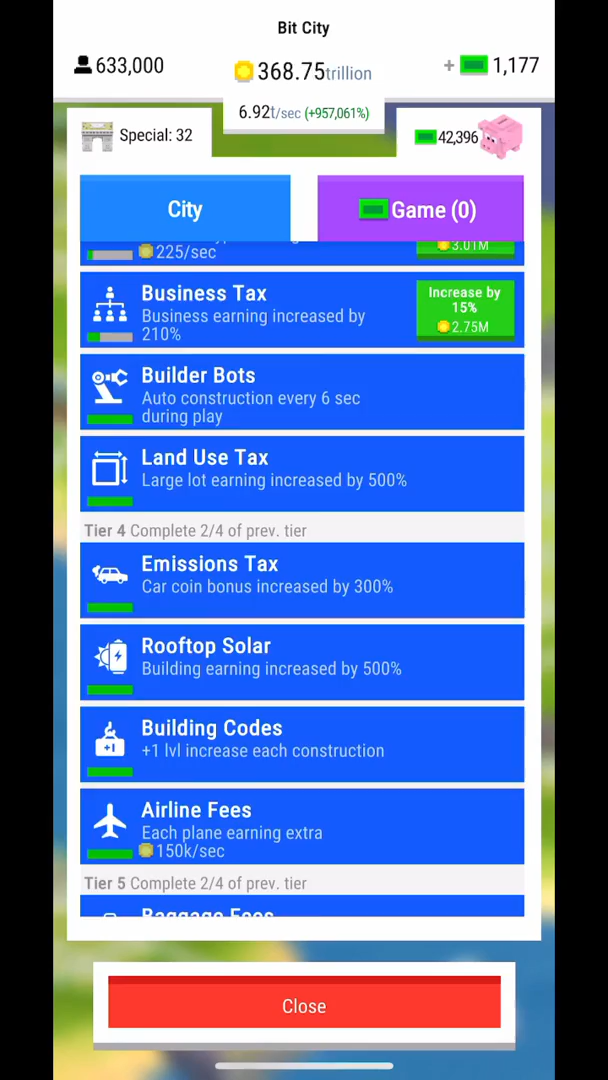 Bit City
633,000
368.75trillion
+ 1,177
6.92t/sec (+957,061%)
Special: 32
42,396
City
Game (0)
225/sec
3.01M
Business Tax
Business earning increased by
210%
Increase by
15%
2.75M
Builder Bots
Auto construction every 6 sec
during play
Land Use Tax
Large lot earning increased by 500%
Tier 4 Complete 2/4 of prev. tier
Emissions Tax
Car coin bonus increased by 300%
Rooftop Solar
Building earning increased by 500%
Building Codes
+1 lvl increase each construction
+1
Airline Fees
Each plane earning extra
150k/sec
Tier 5 Complete 2/4 of prev. tier
Baggage Fees
Close